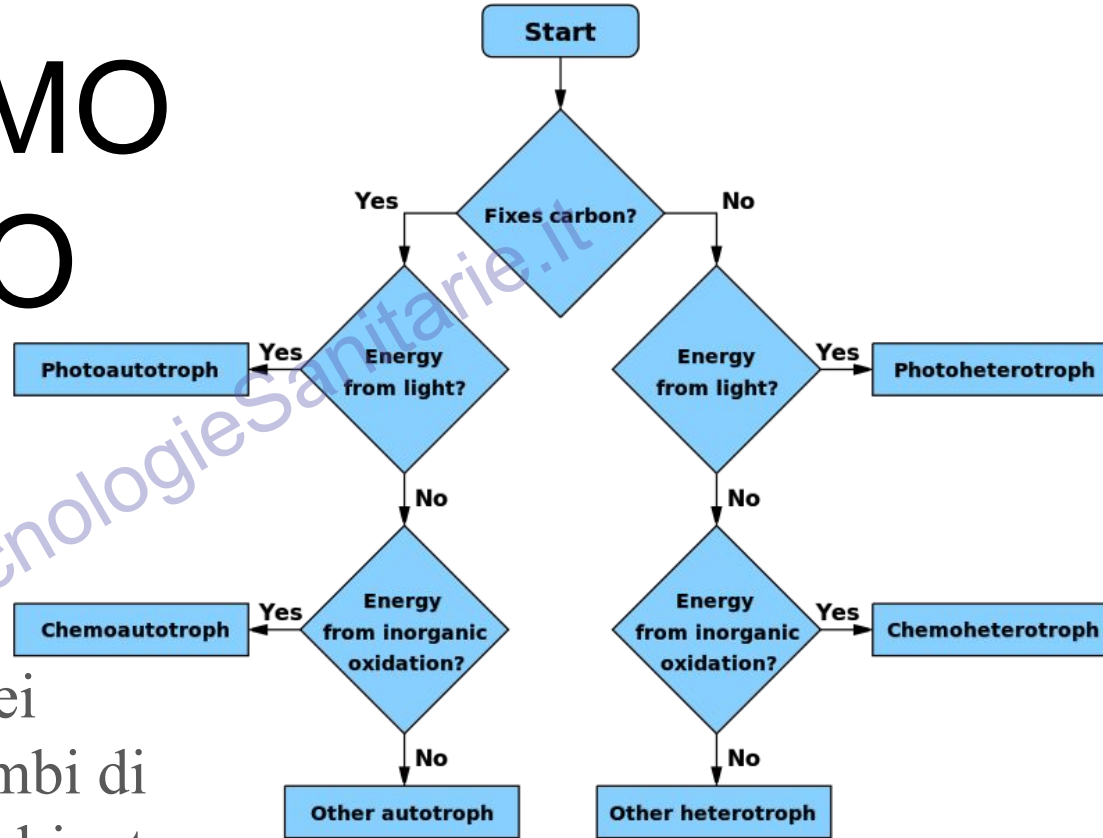 MO
O
Start
Yes
Fixes carbon?
No
Energy
from light?
Yes
Photoautotroph
No
Energy
from light?
Yes
Photoheterotroph
No
Energy
from inorganic
oxidation?
Yes
Chemoautotroph
No
Other autotroph
Energy
from inorganic
oxidation?
Yes
Chemoheterotroph
No
Other heterotroph
cnologieSanitarie.it
ei
mbi di